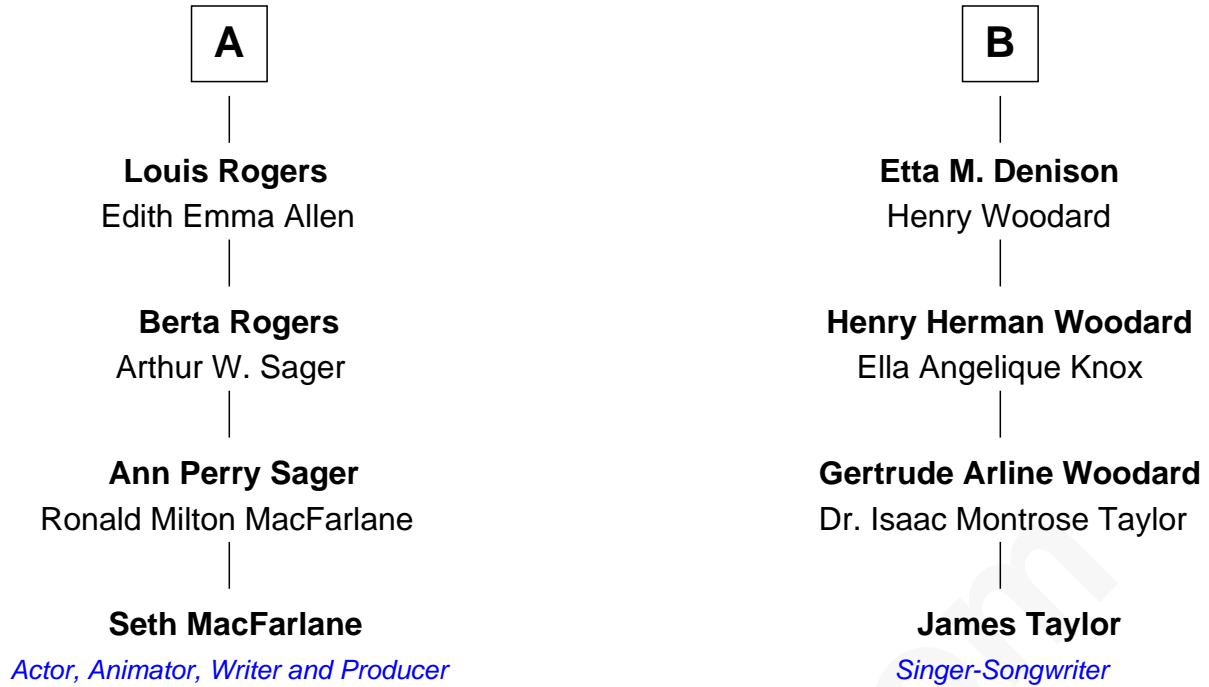 A
B
Louis Rogers
Edith Emma Allen
Etta M. Denison
Henry Woodard
Berta Rogers
Arthur W. Sager
Henry Herman Woodard
Ella Angelique Knox
Ann Perry Sager
Ronald Milton MacFarlane
Gertrude Arline Woodard
Dr. Isaac Montrose Taylor
Seth MacFarlane
Actor, Animator, Writer and Producer
James Taylor
Singer-Songwriter